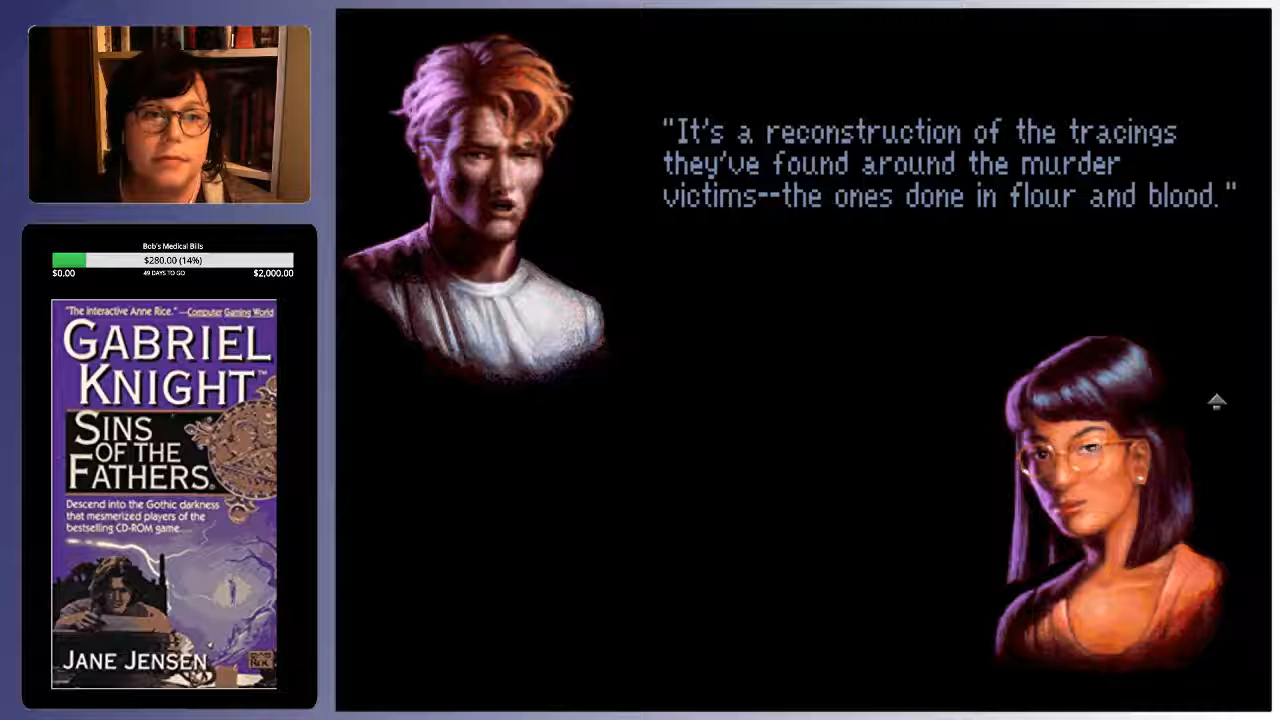 Bob's Medical Bills
$280.00 (14%)
$0.00
49 DAYS TO GO
$2,000.00
"The interactive Anne Rice." —Computer Gaming World
GABRIEL
KNIGHT™
SINS
OF THE
FATHERS®
Descend into the Gothic darkness
that mesmerized players of the
bestselling CD-ROM game....
JANE JENSEN
ROC
"It's a reconstruction of the tracings
they've found around the murder
victims--the ones done in flour and blood."